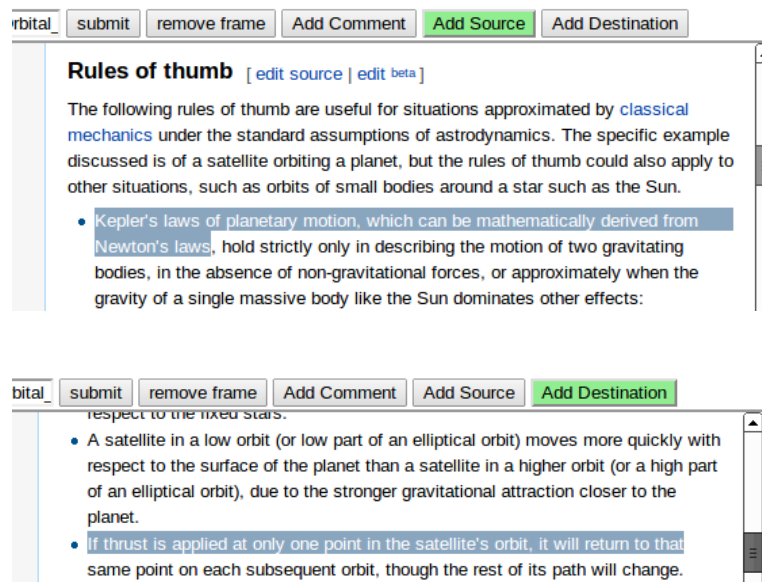 rbital_ submit remove frame Add Comment Add Source Add Destination
Rules of thumb [ edit source | edit beta ]
The following rules of thumb are useful for situations approximated by classical
mechanics under the standard assumptions of astrodynamics. The specific example
discussed is of a satellite orbiting a planet, but the rules of thumb could also apply to
other situations, such as orbits of small bodies around a star such as the Sun.
• Kepler's laws of planetary motion, which can be mathematically derived from
Newton's laws, hold strictly only in describing the motion of two gravitating
bodies, in the absence of non-gravitational forces, or approximately when the
gravity of a single massive body like the Sun dominates other effects:
bital_ submit remove frame Add Comment Add Source Add Destination
respect to the fixed stars.
• A satellite in a low orbit (or low part of an elliptical orbit) moves more quickly with
respect to the surface of the planet than a satellite in a higher orbit (or a high part
of an elliptical orbit), due to the stronger gravitational attraction closer to the
planet.
• If thrust is applied at only one point in the satellite's orbit, it will return to that
same point on each subsequent orbit, though the rest of its path will change.